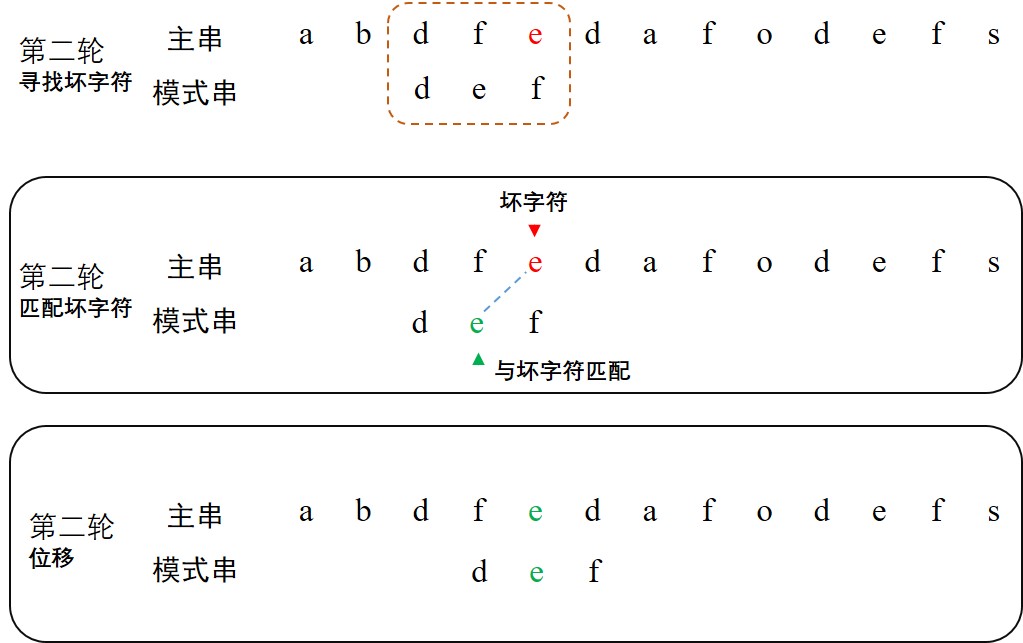 第二轮 主串 a b d f e d a f o d e f s
寻找坏字符 模式串 d e f
坏字符
第二轮 主串 a b d f e d a f o d e f s
匹配坏字符 模式串 d e f
与坏字符匹配
第二轮 主串 a b d f e d a f o d e f s
位移 模式串 d e f